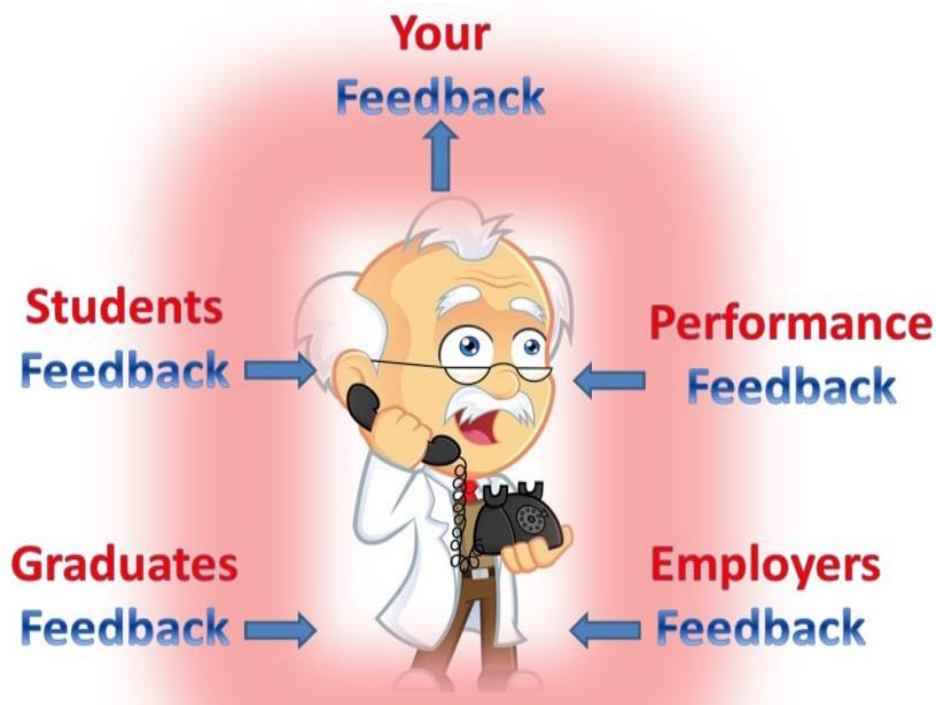 Your
Feedback
Students
Feedback
Performance
Feedback
Graduates
Feedback
Employers
Feedback